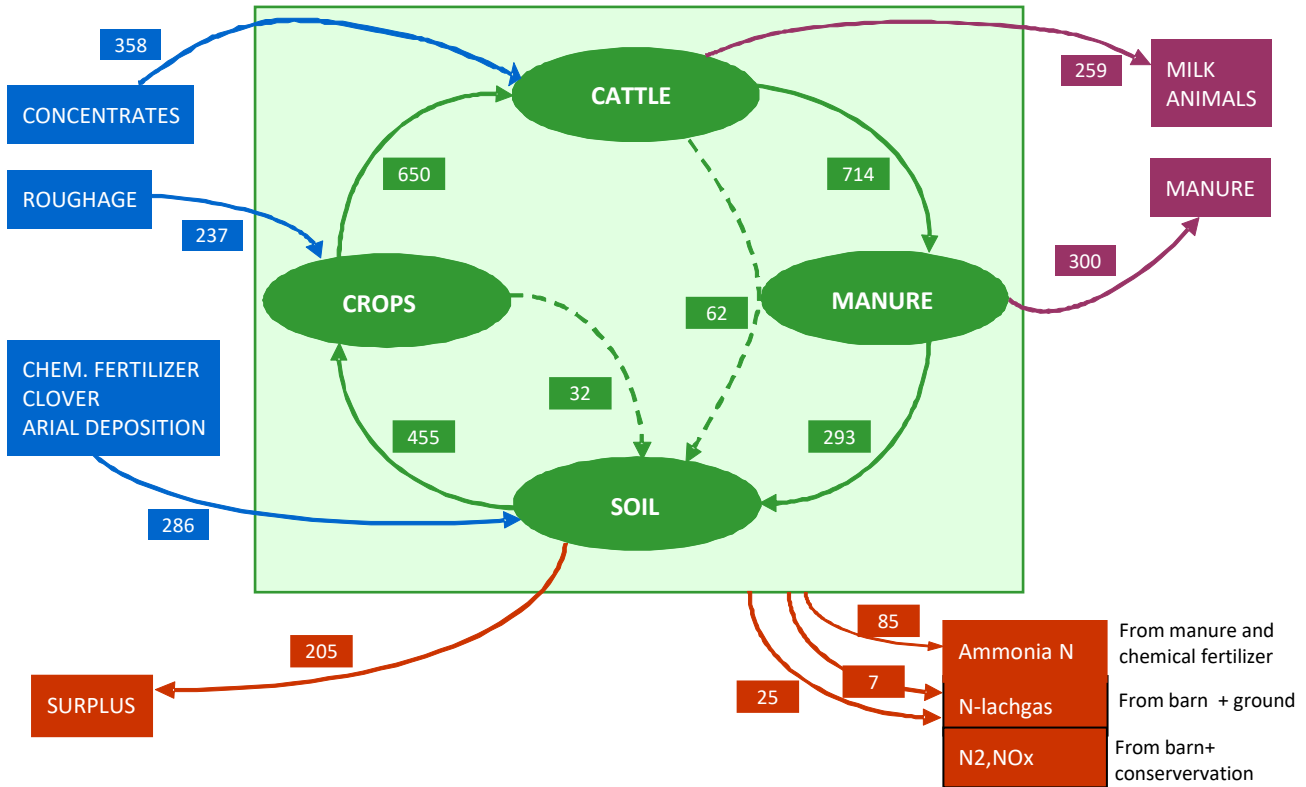 358
CONCENTRATES
CATTLE
259
MILK
ANIMALS
ROUGHAGE
237
650
714
MANURE
300
CROPS
MANURE
62
CHEM. FERTILIZER
CLOVER
ARIAL DEPOSITION
32
455
293
286
SOIL
205
SURPLUS
85
7
25
Ammonia N
From manure and
chemical fertilizer
N-lachgas
From barn + ground
N2,NOx
From barn+
conservervation